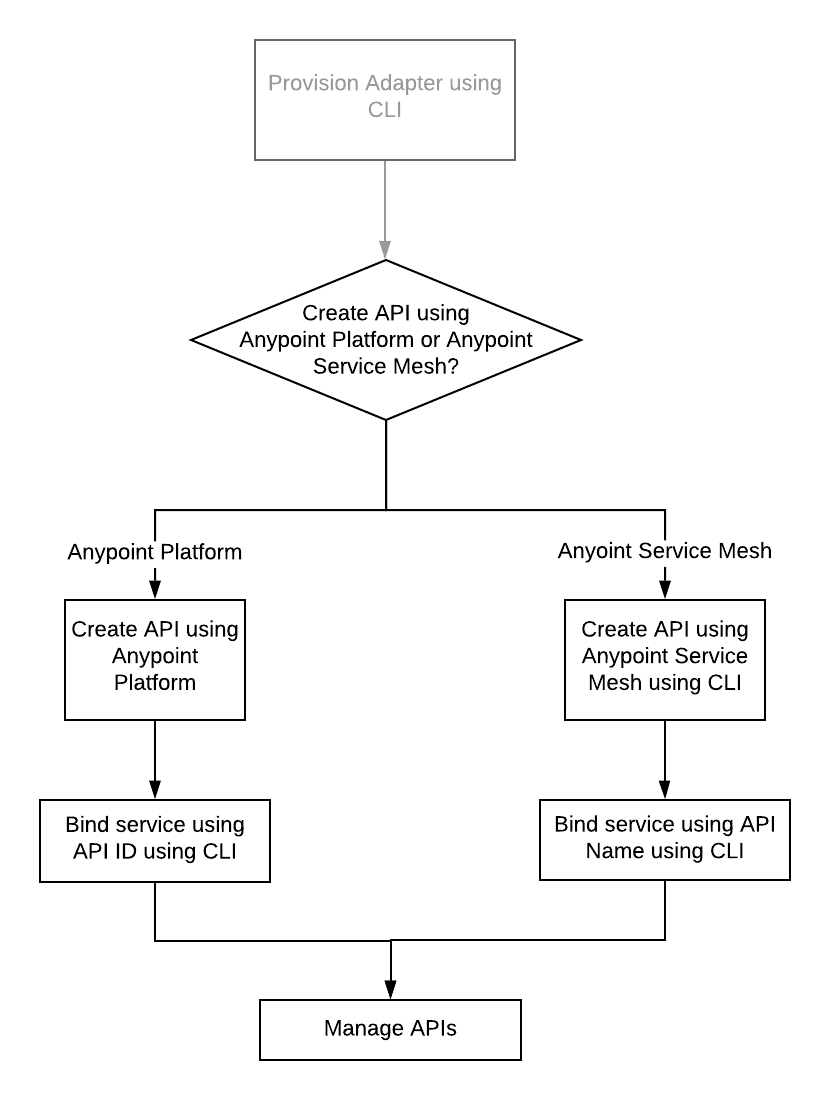 Provision Adapter using
CLI
Create API using
Anypoint Platform or Anypoint
Service Mesh?
Anypoint Platform
Anyoint Service Mesh
Create API using
Anypoint
Platform
Create API using
Anypoint Service
Mesh using CLI
Bind service using
API ID using CLI
Bind service using API
Name using CLI
Manage APIs